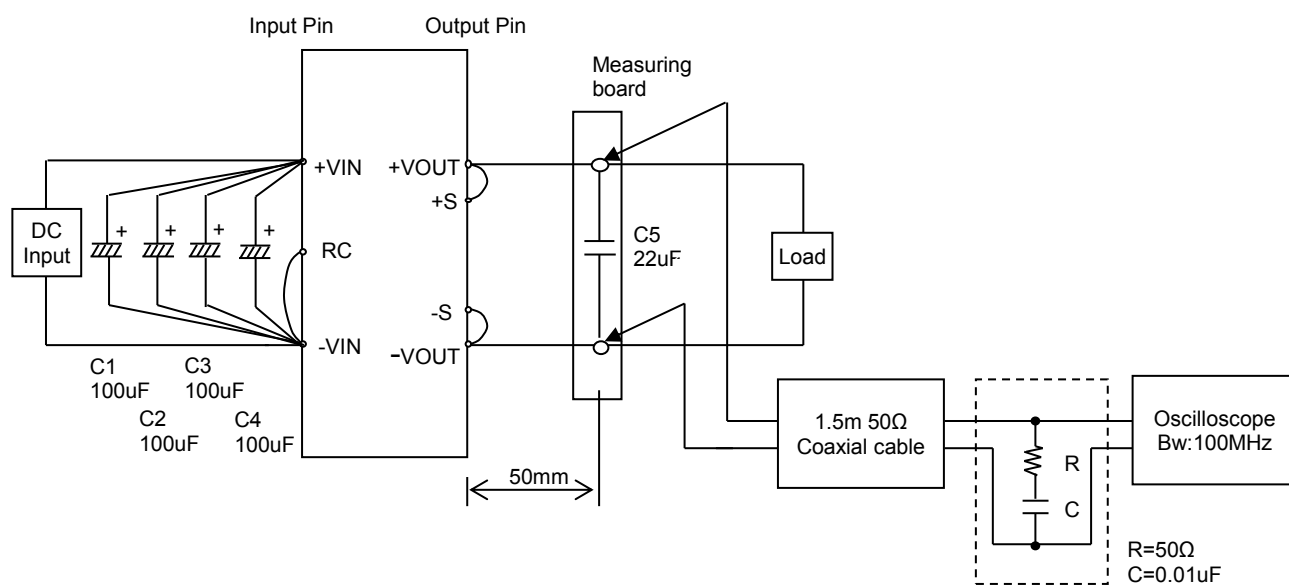 Input Pin
Output Pin
Measuring
board
+VIN
+VOUT
+S
DC
Input
+
+
+
+
RC
C5
22uF
Load
-S
-VIN
−VOUT
C1
100uF
C3
100uF
C2
100uF
C4
100uF
50mm
1.5m 50Ω
Coaxial cable
Oscilloscope
Bw:100MHz
R
C
R=50Ω
C=0.01uF